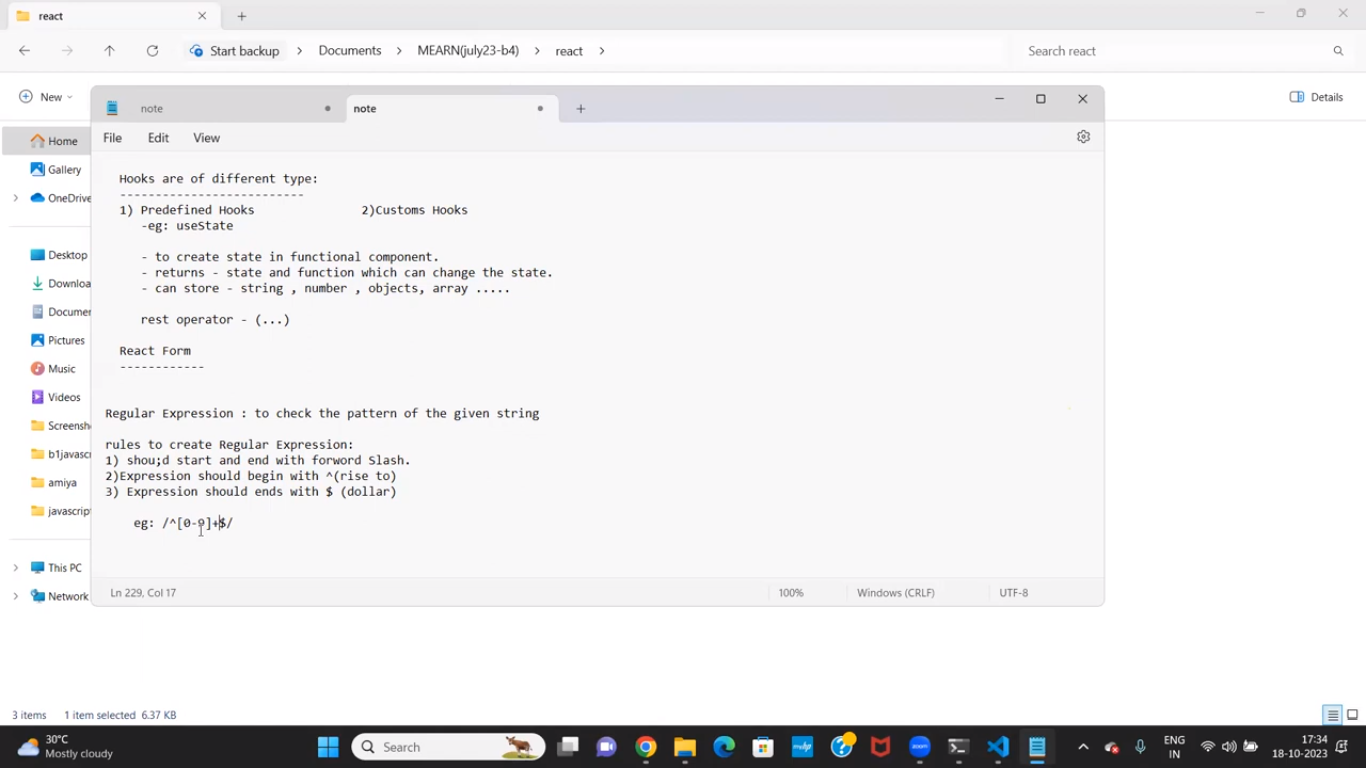 react
Start backup
Documents
MEARN(july23-b4)
react
Search react
New
Details
note
note
File
Edit
View
Home
Gallery
OneDrive
Desktop
Downloa
Documer
Pictures
Music
Videos
Screensh
b1javasc
amiya
javascrip
This PC
Network
Hooks are of different type:
--------------------------
1) Predefined Hooks 2)Customs Hooks
-eg: useState
- to create state in functional component.
- returns - state and function which can change the state.
- can store - string , number , objects, array .....
rest operator - (...)
React Form
------------
Regular Expression : to check the pattern of the given string
rules to create Regular Expression:
1) shou;d start and end with forword Slash.
2)Expression should begin with ^(rise to)
3) Expression should ends with $ (dollar)
eg: /^[0-9]+$/
Ln 229, Col 17
100%
Windows (CRLF)
UTF-8
3 items
1 item selected 6.37 KB
30°C
Mostly cloudy
Search
zoom
ENG
IN
17:34
18-10-2023